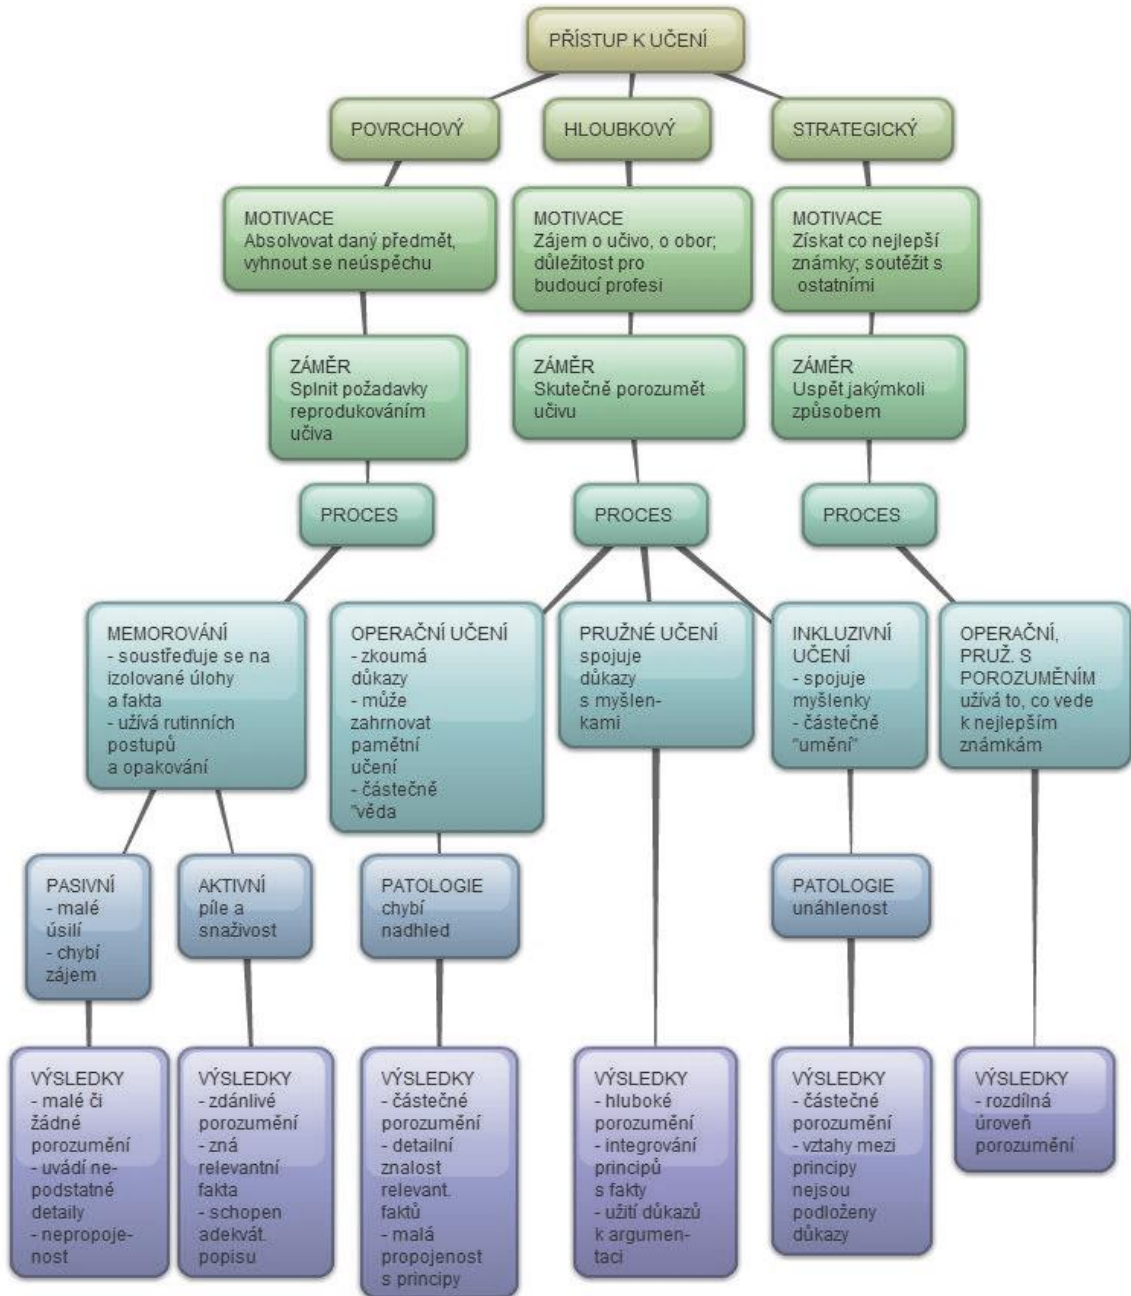 PŘÍSTUP K UČENÍ
POVRCHOVÝ
HLOUBKOVÝ
STRATEGICKÝ
MOTIVACE
Absolvovat daný předmět,
vyhnout se neúspěchu
MOTIVACE
Zájem o učivo, o obor;
důležitost pro
budoucí profesi
MOTIVACE
Získat co nejlepší
známky; soutěžit s
ostatními
ZÁMĚR
Splnit požadavky
reprodukováním
učiva
ZÁMĚR
Skutečně porozumět
učivu
ZÁMĚR
Uspět jakýmkoli
způsobem
PROCES
PROCES
PROCES
MEMOROVÁNÍ
- soustřeďuje se na
izolované úlohy
a fakta
- užívá rutinních
postupů
a opakování
OPERAČNÍ UČENÍ
- zkoumá
důkazy
- může
zahrnovat
pamětní
učení
- částečně
"věda
PRUŽNÉ UČENÍ
spojuje
důkazy
s myšlen-
kami
INKLUZIVNÍ
UČENÍ
- spojuje
myšlenky
- částečně
"umění"
OPERAČNÍ,
PRUŽ. S
POROZUMĚNÍM
užívá to, co vede
k nejlepším
známkám
PASIVNÍ
- malé
úsilí
- chybí
zájem
AKTIVNÍ
píle a
snaživost
PATOLOGIE
chybí
nadhled
PATOLOGIE
unáhlenost
VÝSLEDKY
- malé či
žádné
porozumění
- uvádí ne-
podstatné
detaily
- nepropoje-
nost
VÝSLEDKY
- zdánlivé
porozumění
- zná
relevantní
fakta
- schopen
adekvát.
popisu
VÝSLEDKY
- částečné
porozumění
- detailní
znalost
relevant.
faktů
- malá
propojenost
s principy
VÝSLEDKY
- hluboké
porozumění
- integrování
principů
s fakty
- užití důkazů
k argumen-
taci
VÝSLEDKY
- částečné
porozumění
- vztahy mezi
principy
nejsou
podloženy
důkazy
VÝSLEDKY
- rozdílná
úroveň
porozumění